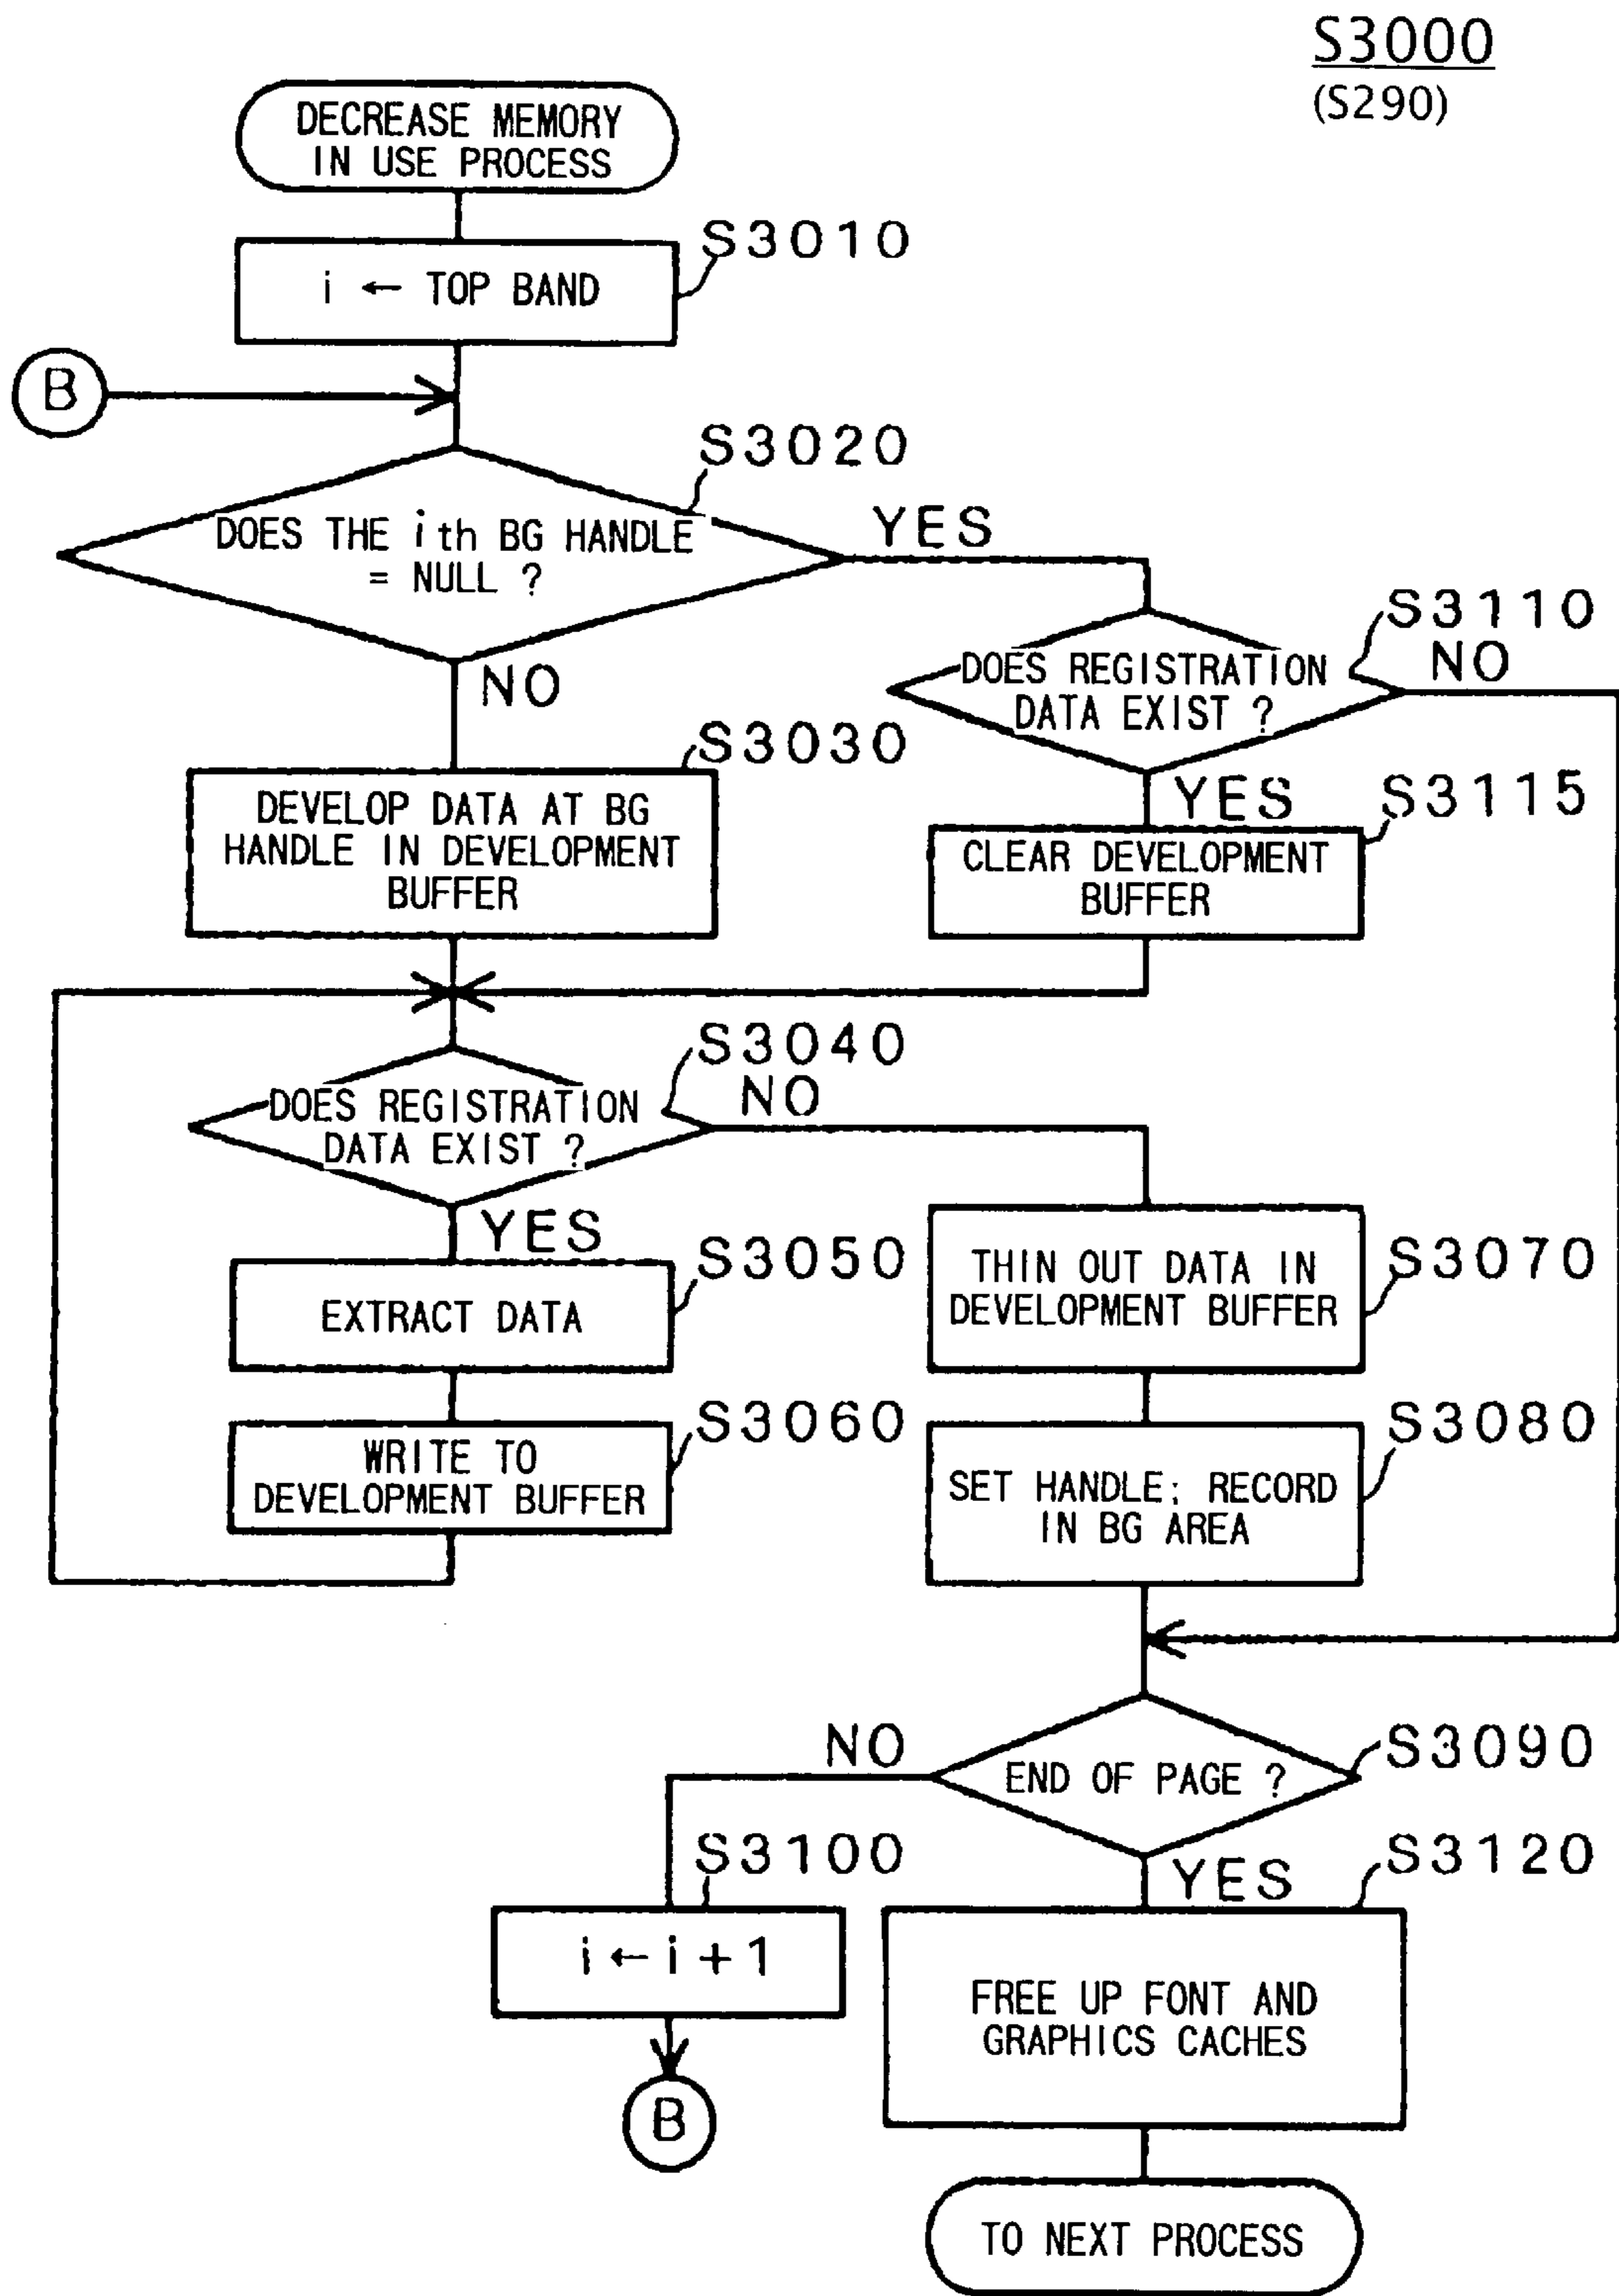 S3000
(S290)
DECREASE MEMORY
IN USE PROCESS
S3010
i ← TOP BAND
B
S3020
DOES THE ith BG HANDLE
= NULL ?
YES
NO
S3110
NO
DOES REGISTRATION
DATA EXIST ?
S3030
YES
S3115
DEVELOP DATA AT BG
HANDLE IN DEVELOPMENT
BUFFER
CLEAR DEVELOPMENT
BUFFER
S3040
NO
DOES REGISTRATION
DATA EXIST ?
YES
S3050
EXTRACT DATA
THIN OUT DATA IN
DEVELOPMENT BUFFER
S3070
S3060
WRITE TO
DEVELOPMENT BUFFER
S3080
SET HANDLE; RECORD
IN BG AREA
NO
S3090
END OF PAGE ?
S3100
YES
S3120
i ← i + 1
FREE UP FONT AND
GRAPHICS CACHES
B
TO NEXT PROCESS